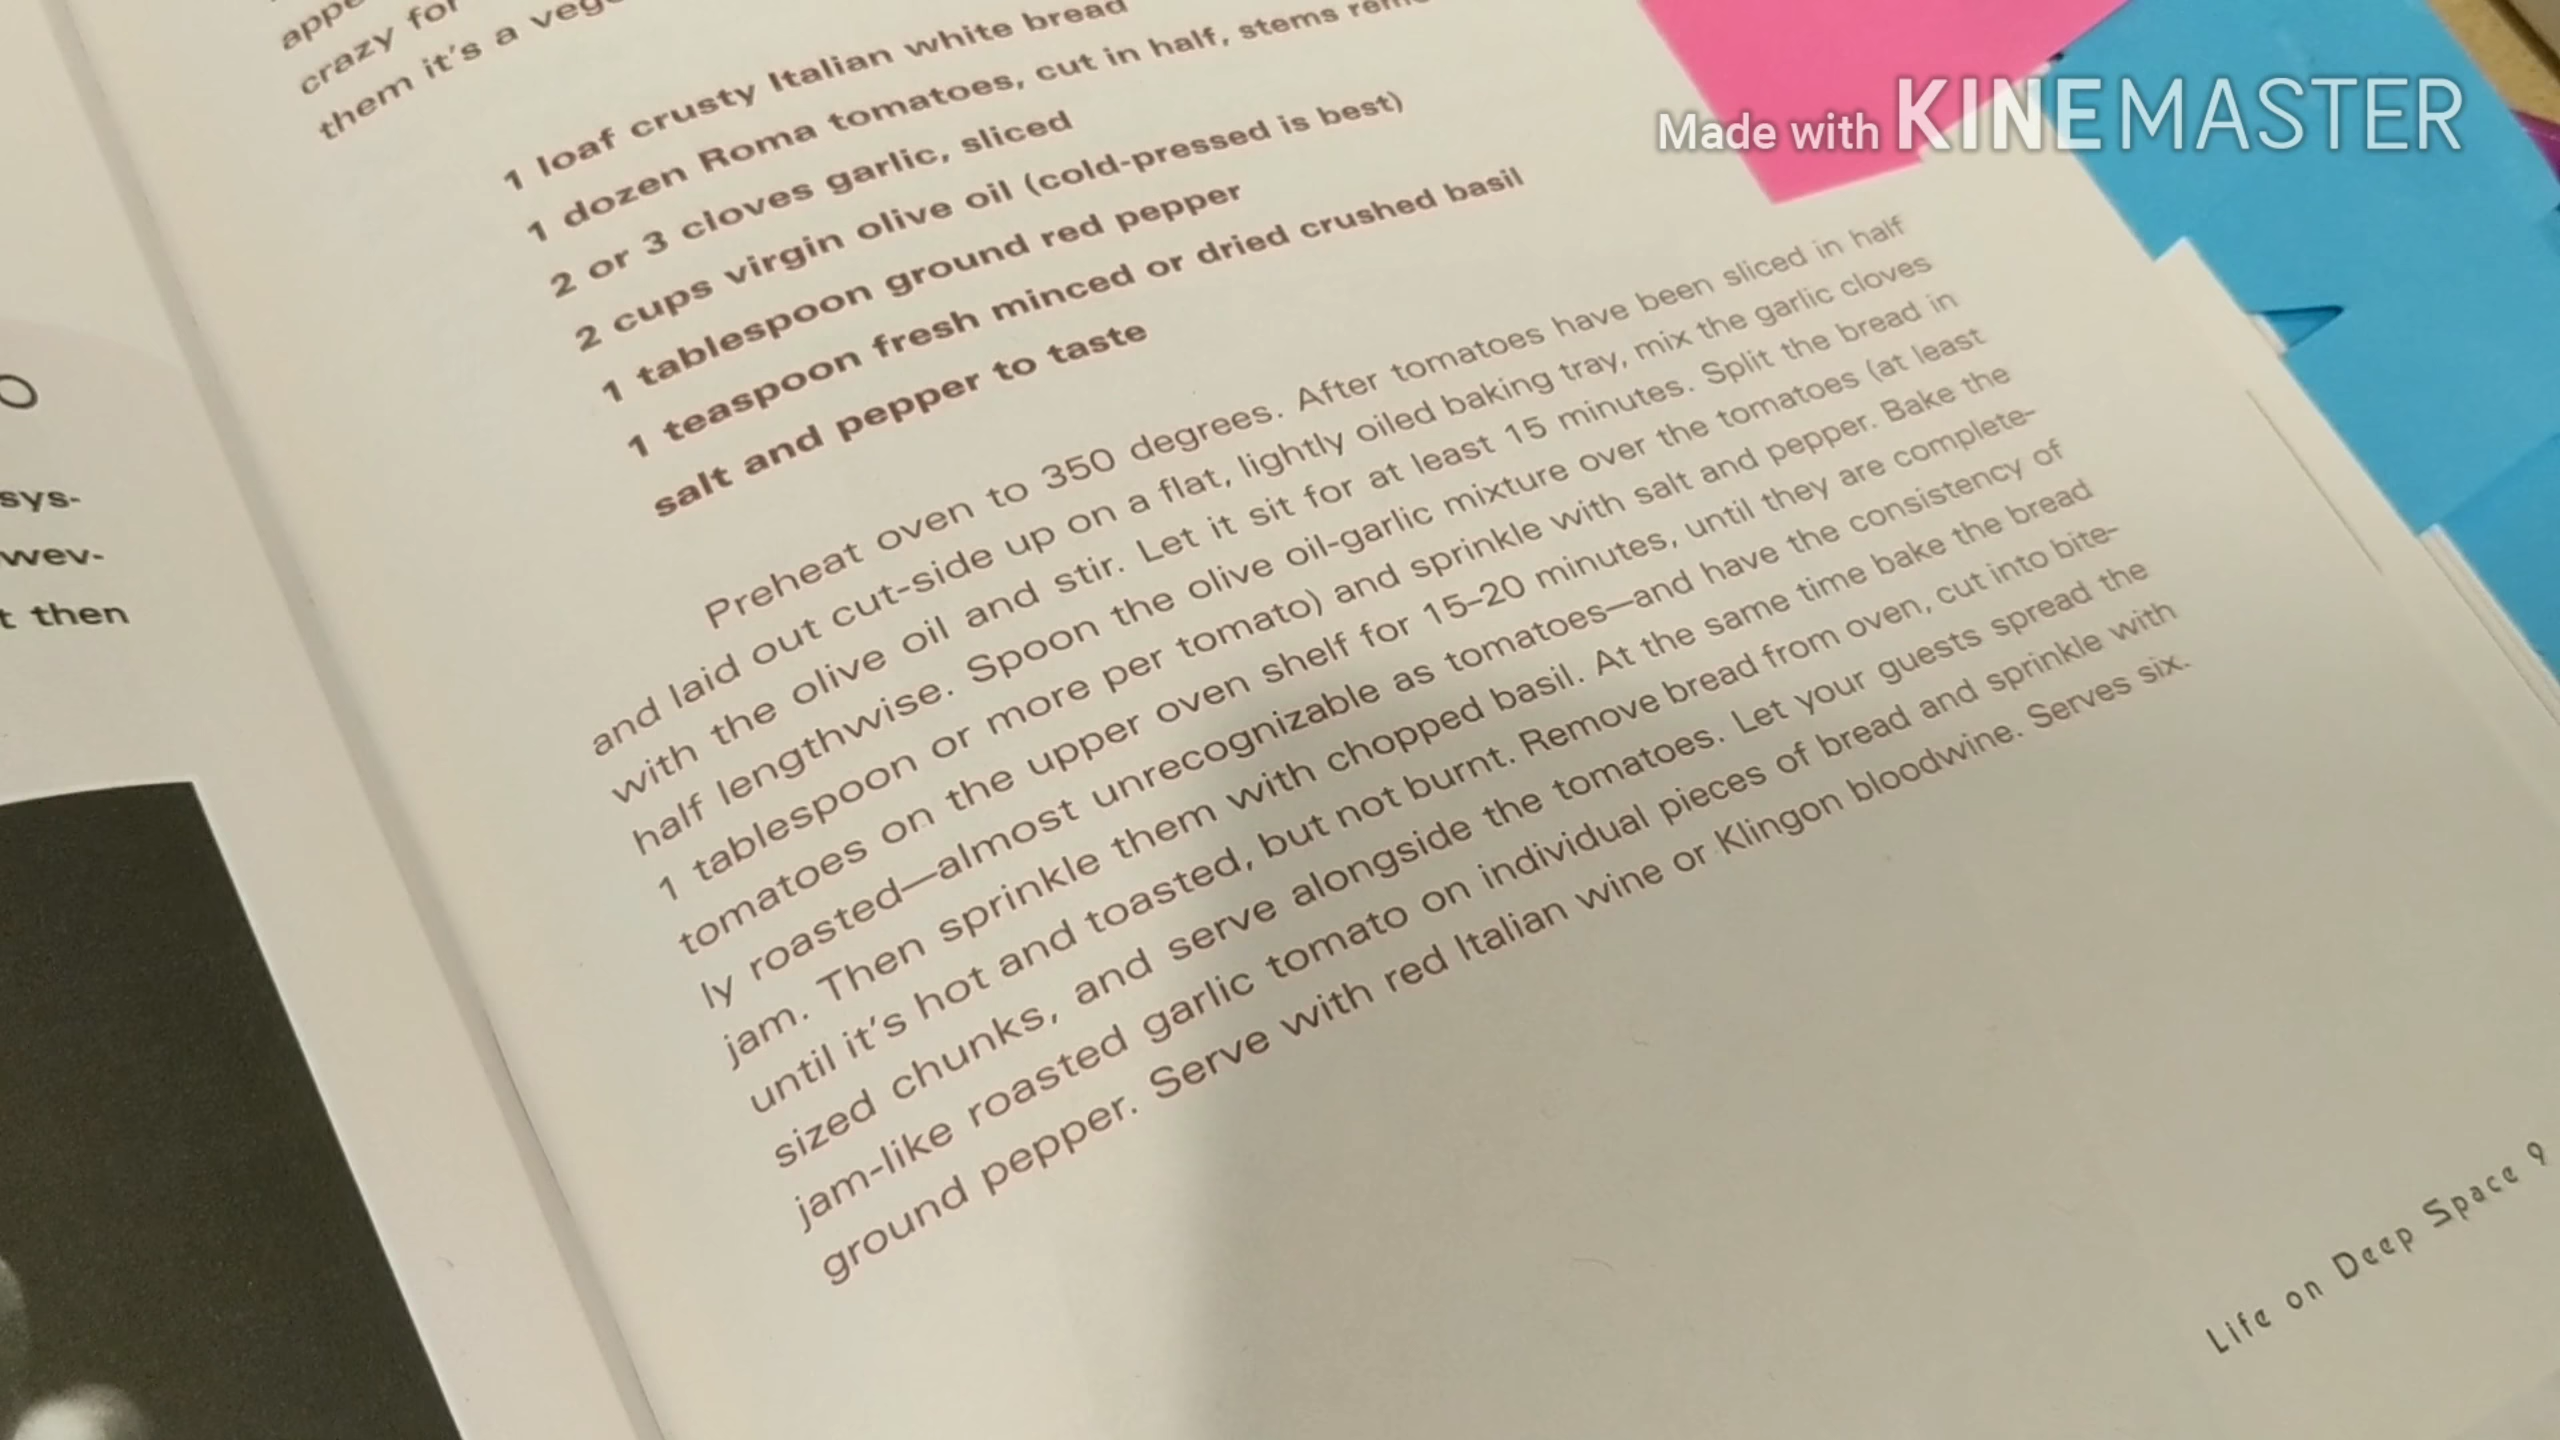 crazy for
them it's a
1 loaf crusty Italian white bread
1 dozen Roma tomatoes, cut in half, stems
2 or 3 cloves garlic, sliced
2 cups virgin olive oil (cold-pressed is best)
1 tablespoon ground red pepper
1 teaspoon fresh minced or dried crushed basil
salt and pepper to taste
Preheat oven to 350 degrees. After tomatoes have been sliced in half
and laid out cut-side up on a flat, lightly oiled baking tray, mix the garlic cloves
with the olive oil and stir. Let it sit for at least 15 minutes. Split the bread in
half lengthwise. Spoon the olive oil-garlic mixture over the tomatoes (at least
1 tablespoon or more per tomato) and sprinkle with salt and pepper. Bake the
tomatoes on the upper oven shelf for 15–20 minutes, until they are complete-
ly roasted—almost unrecognizable as tomatoes—and have the consistency of
jam. Then sprinkle them with chopped basil. At the same time bake the bread
until it's hot and toasted, but not burnt. Remove bread from oven, cut into bite-
sized chunks, and serve alongside the tomatoes. Let your guests spread the
jam-like roasted garlic tomato on individual pieces of bread and sprinkle with
ground pepper. Serve with red Italian wine or Klingon bloodwine. Serves six.
Life on Deep Space 9
sys-
wev-
t then
Made with KINEMASTER